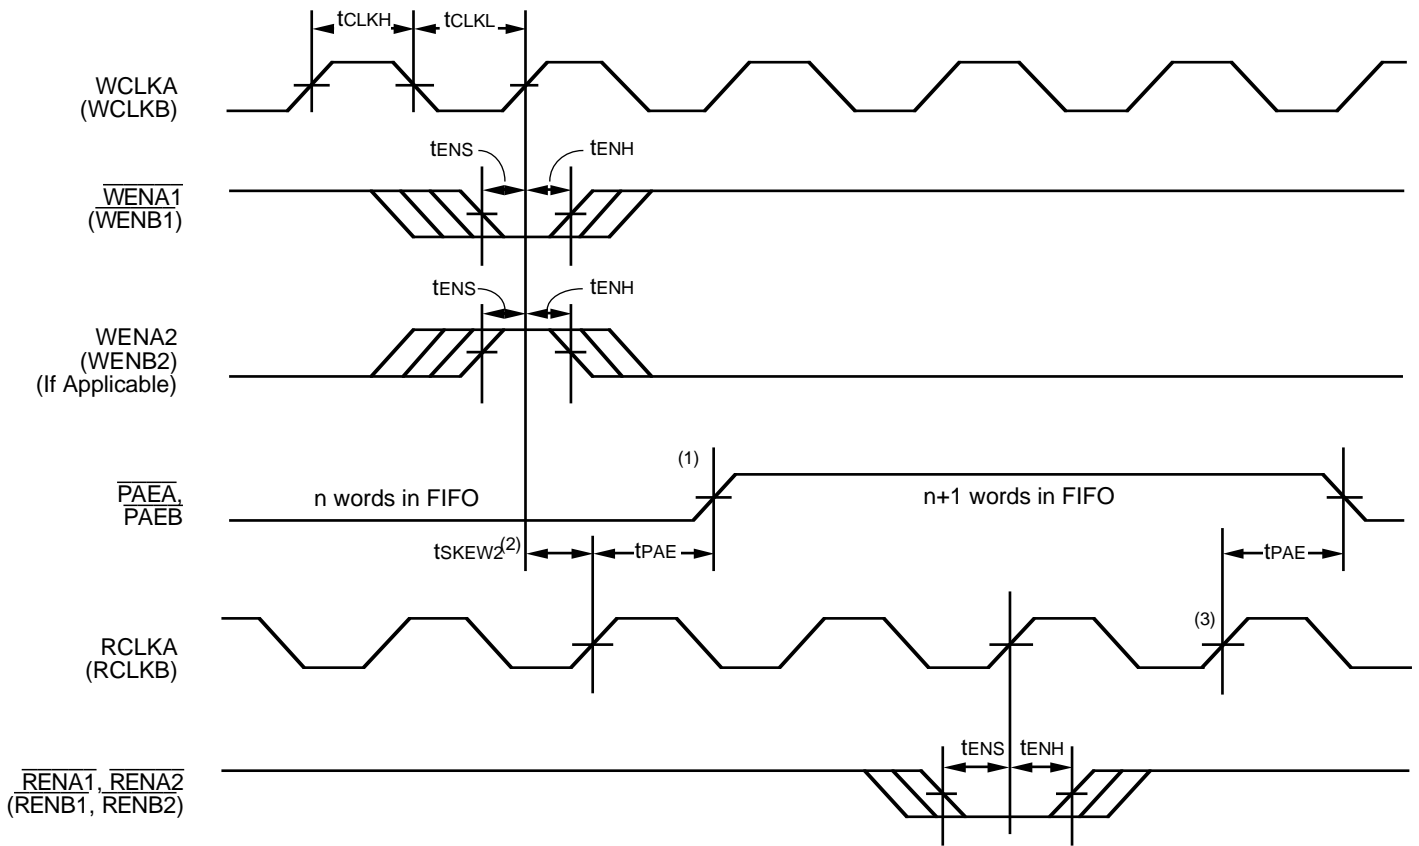 tCLKH
tCLKL
WCLKA
(WCLKB)
tENS
tENH
WENA1
(WENB1)
tENS
tENH
WENA2
(WENB2)
(If Applicable)
(1)
PAEA,
PAEB
n words in FIFO
n+1 words in FIFO
tSKEW2(2)
tPAE
tPAE
(3)
RCLKA
(RCLKB)
tENS
tENH
RENA1, RENA2
(RENB1, RENB2)